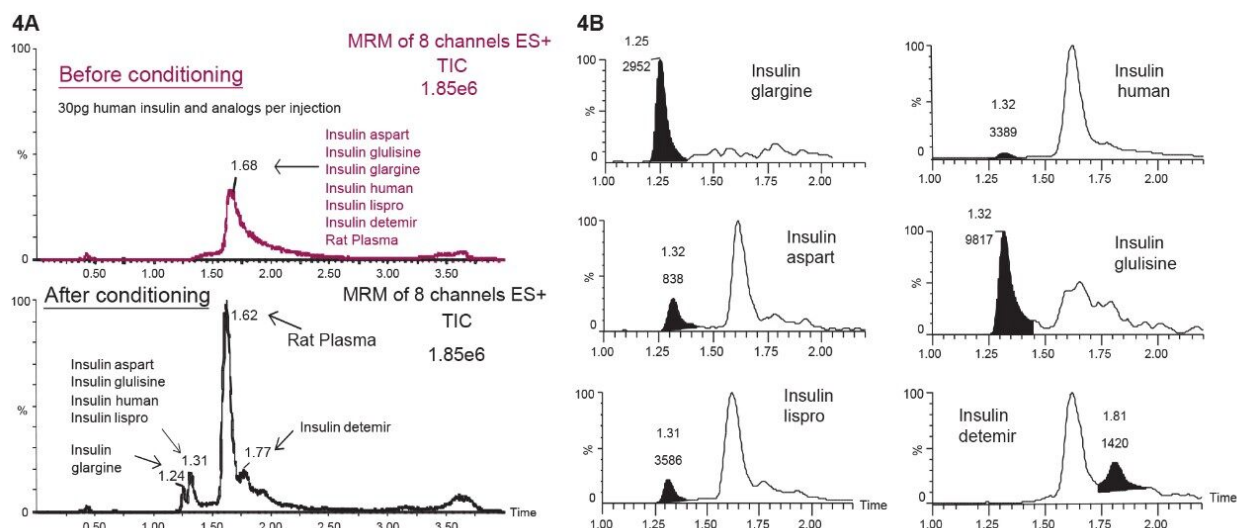 4A
MRM of 8 channels ES+
TIC
1.85e6
Before conditioning
30pg human insulin and analogs per injection
100
%
0
1.68
Insulin aspart
Insulin glulisine
Insulin glargine
Insulin human
Insulin lispro
Insulin detemir
Rat Plasma
0.50 1.00 1.50 2.00 2.50 3.00 3.50
After conditioning
MRM of 8 channels ES+
TIC
1.85e6
100
%
0
1.62
Rat Plasma
Insulin aspart
Insulin glulisine
Insulin human
Insulin lispro
Insulin
glargine
1.24
1.31
1.77
Insulin detemir
0.50 1.00 1.50 2.00 2.50 3.00 3.50
Time
4B
1.25
2952
100
%
0
Insulin
glargine
1.00 1.25 1.50 1.75 2.00
100
%
0
1.32
3389
Insulin
human
1.00 1.25 1.50 1.75 2.00
100
%
0
1.32
838
Insulin
aspart
1.00 1.25 1.50 1.75 2.00
1.32
9817
100
%
0
Insulin
glulisine
1.00 1.25 1.50 1.75 2.00
100
%
0
1.31
3586
Insulin
lispro
1.00 1.25 1.50 1.75 2.00
Time
100
%
0
Insulin
detemir
1.81
1420
1.00 1.25 1.50 1.75 2.00
Time